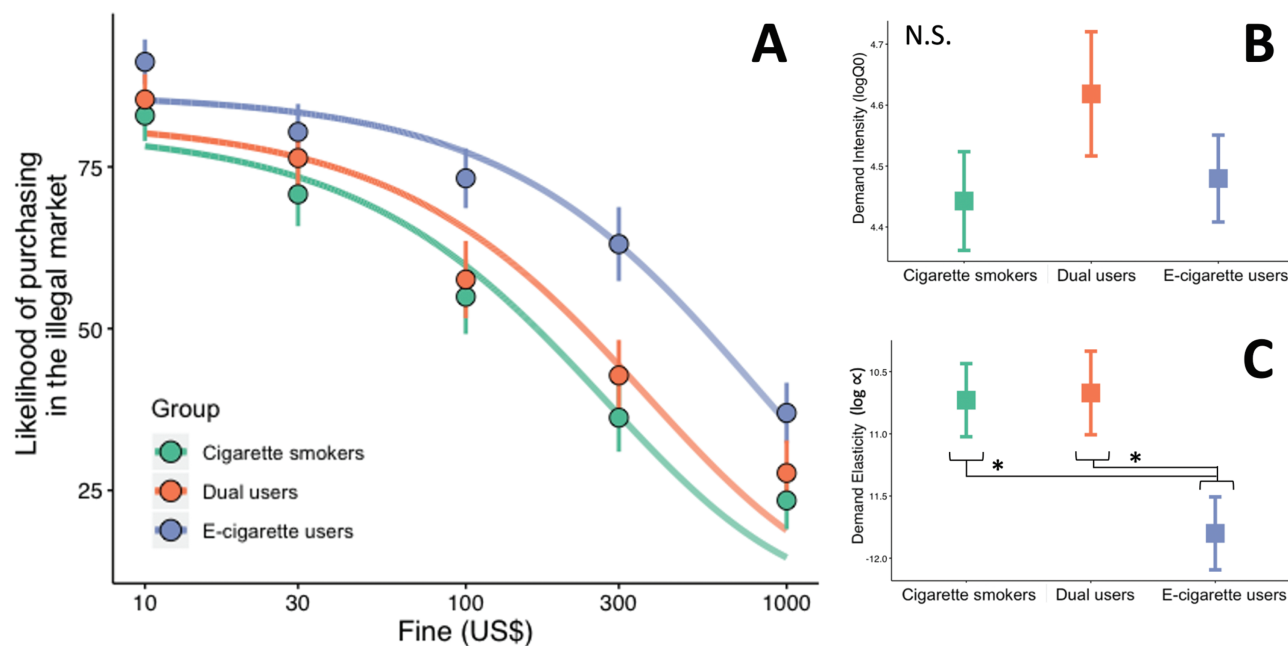 A
Likelihood of purchasing
in the illegal market
75
50
25
Group
Cigarette smokers
Dual users
E-cigarette users
10
30
100
300
1000
Fine (US$)
N.S.
B
Demand Intensity (logQ0)
4.7
4.6
4.5
4.4
Cigarette smokers
Dual users
E-cigarette users
C
Demand Elasticity (log ∝)
10.5
11.0
11.5
-12.0
*
*
Cigarette smokers
Dual users
E-cigarette users